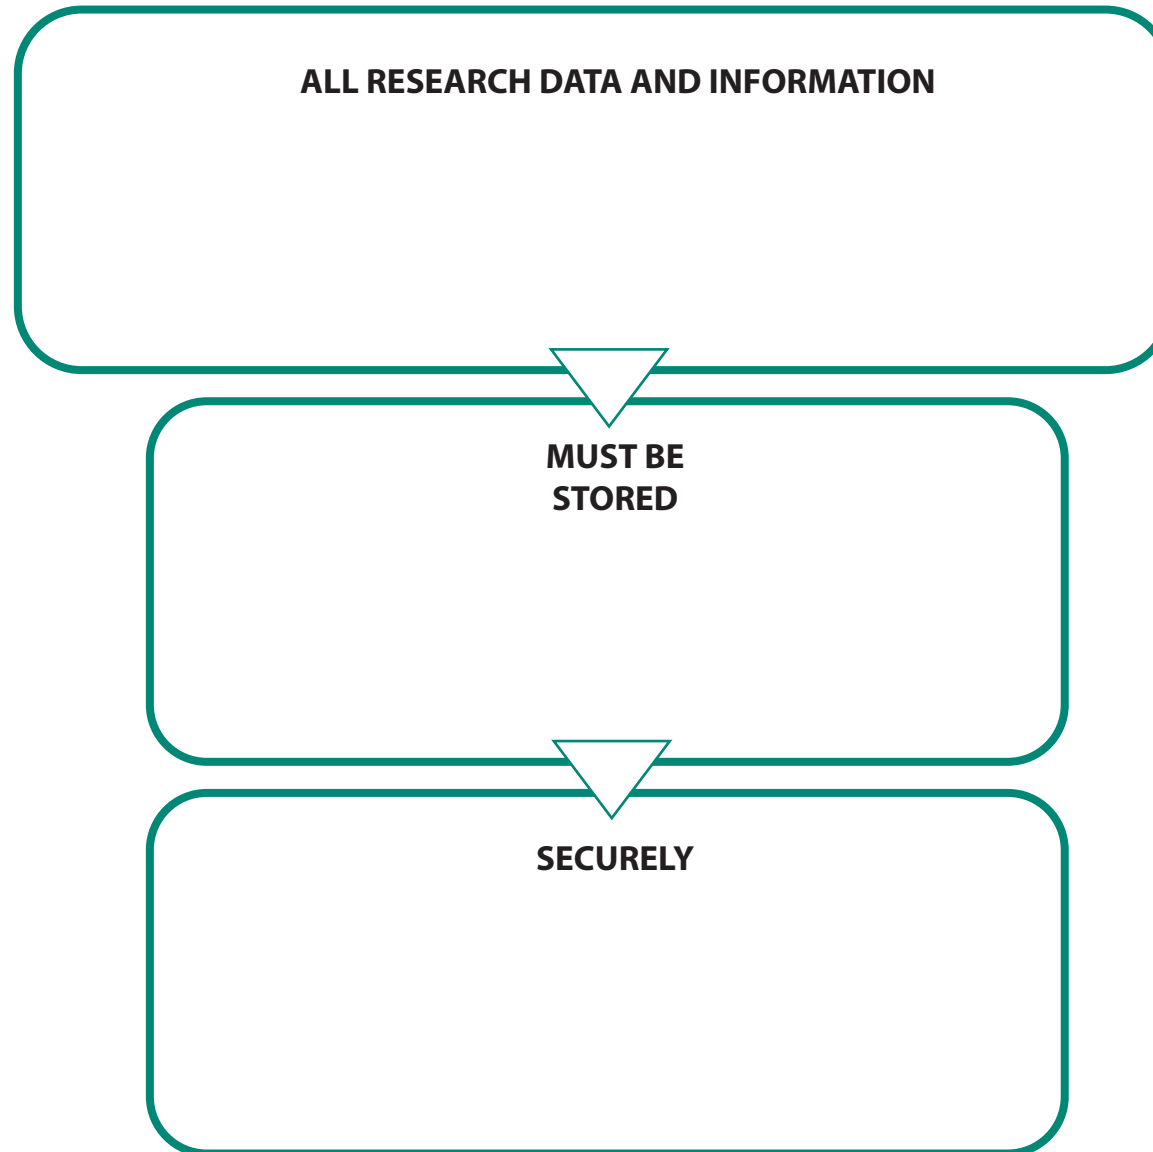 ALL RESEARCH DATA AND INFORMATION
MUST BE
STORED
SECURELY